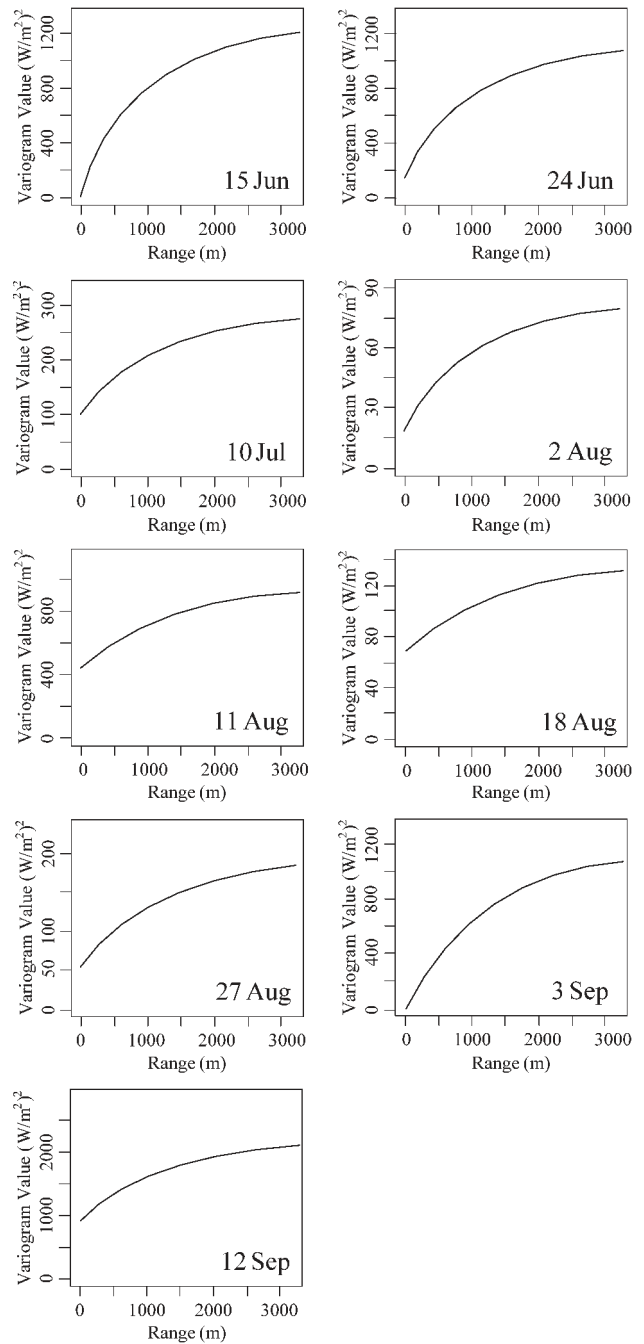 Variogram Value (W/m²)²
1200
800
400
0
15 Jun
0 1000 2000 3000
Range (m)
Variogram Value (W/m²)²
1200
800
400
0
24 Jun
0 1000 2000 3000
Range (m)
Variogram Value (W/m²)²
300
200
100
0
10 Jul
0 1000 2000 3000
Range (m)
Variogram Value (W/m²)²
90
60
30
0
2 Aug
0 1000 2000 3000
Range (m)
Variogram Value (W/m²)²
800
400
0
11 Aug
0 1000 2000 3000
Range (m)
Variogram Value (W/m²)²
120
80
40
0
18 Aug
0 1000 2000 3000
Range (m)
Variogram Value (W/m²)²
200
100
50
0
27 Aug
0 1000 2000 3000
Range (m)
Variogram Value (W/m²)²
1200
800
400
0
3 Sep
0 1000 2000 3000
Range (m)
Variogram Value (W/m²)²
2000
1000
0
12 Sep
0 1000 2000 3000
Range (m)